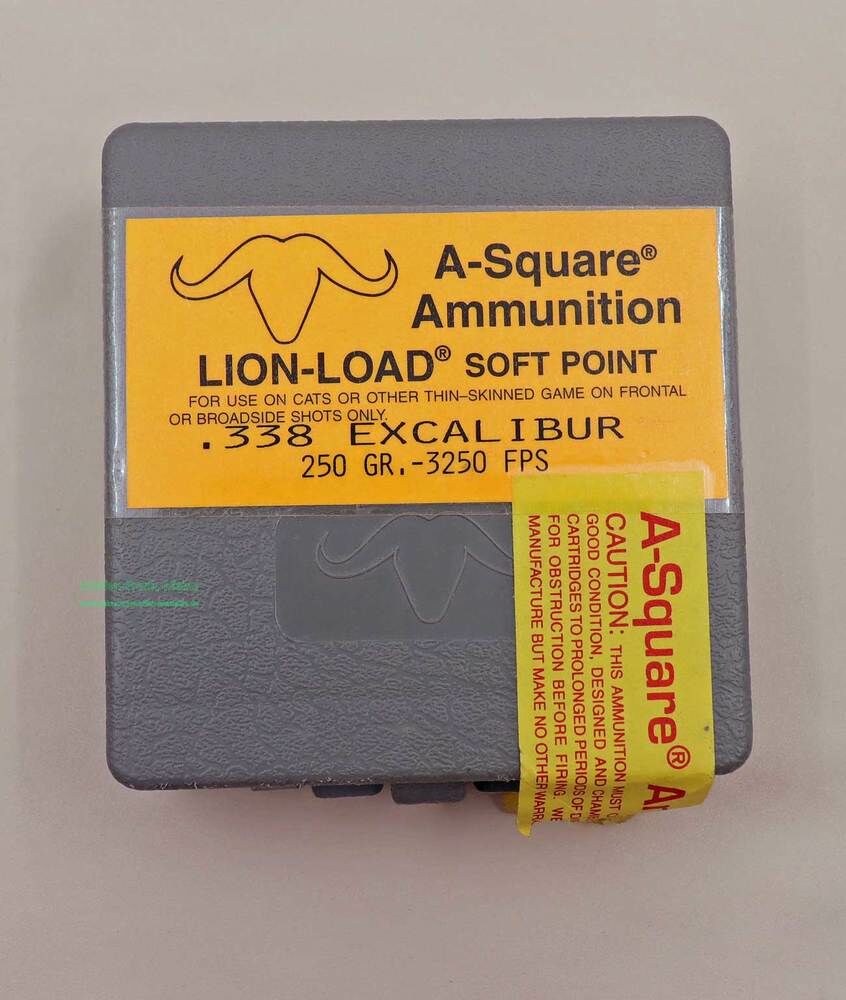 A-Square®
Ammunition
LION-LOAD® SOFT POINT
FOR USE ON CATS OR OTHER THIN–SKINNED GAME ON FRONTAL
OR BROADSIDE SHOTS ONLY.
.338 EXCALIBUR
250 GR.-3250 FPS
A-Square®
CAUTION: THIS AMMUNITION MUST
GOOD CONDITION, DESIGNED AND
CARTRIDGES TO PROLONGED PERIODS OF
FOR OBSTRUCTION BEFORE FIRING.
MANUFACTURE BUT MAKE NO OTHER